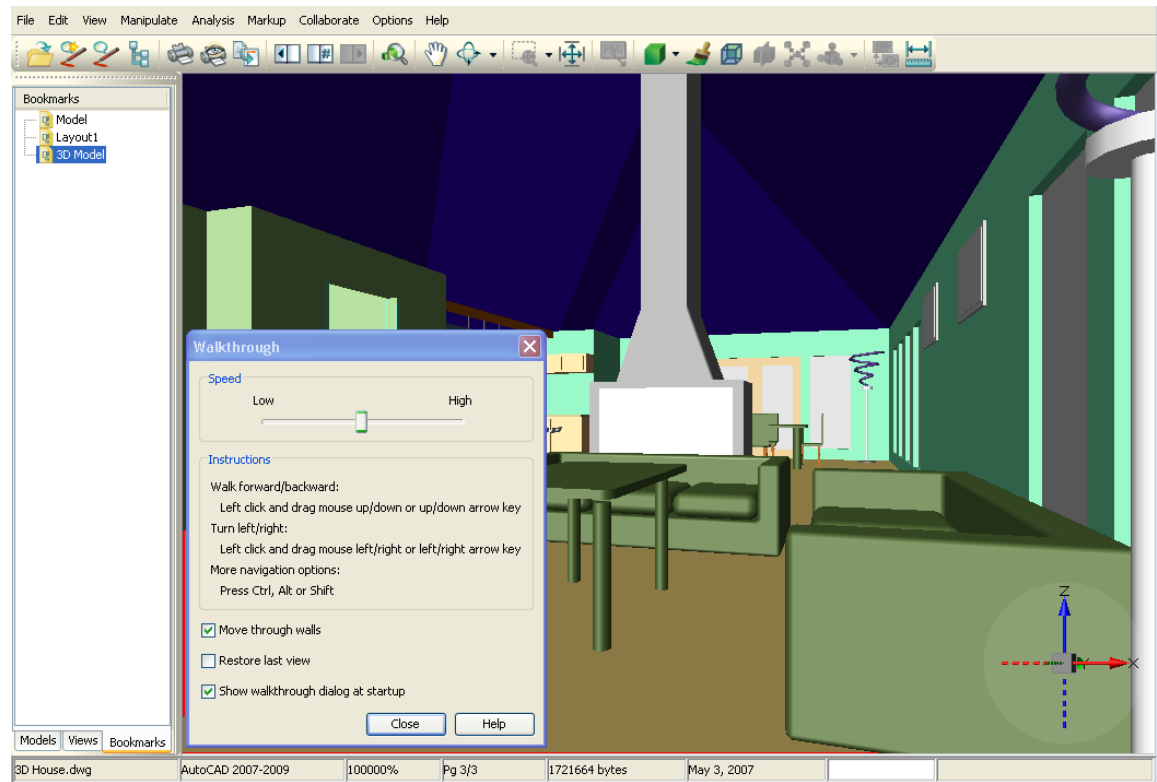 File Edit View Manipulate Analysis Markup Collaborate Options Help
PMI
Bookmarks
Model
Layout1
3D Model
Walkthrough
Speed
Low High
Instructions
Walk forward/backward:
Left click and drag mouse up/down or up/down arrow key
Turn left/right:
Left click and drag mouse left/right or left/right arrow key
More navigation options:
Press Ctrl, Alt or Shift
Move through walls
Restore last view
Show walkthrough dialog at startup
Close Help
Z
Y X
Models Views Bookmarks
3D House.dwg AutoCAD 2007-2009 100000% Pg 3/3 1721664 bytes May 3, 2007